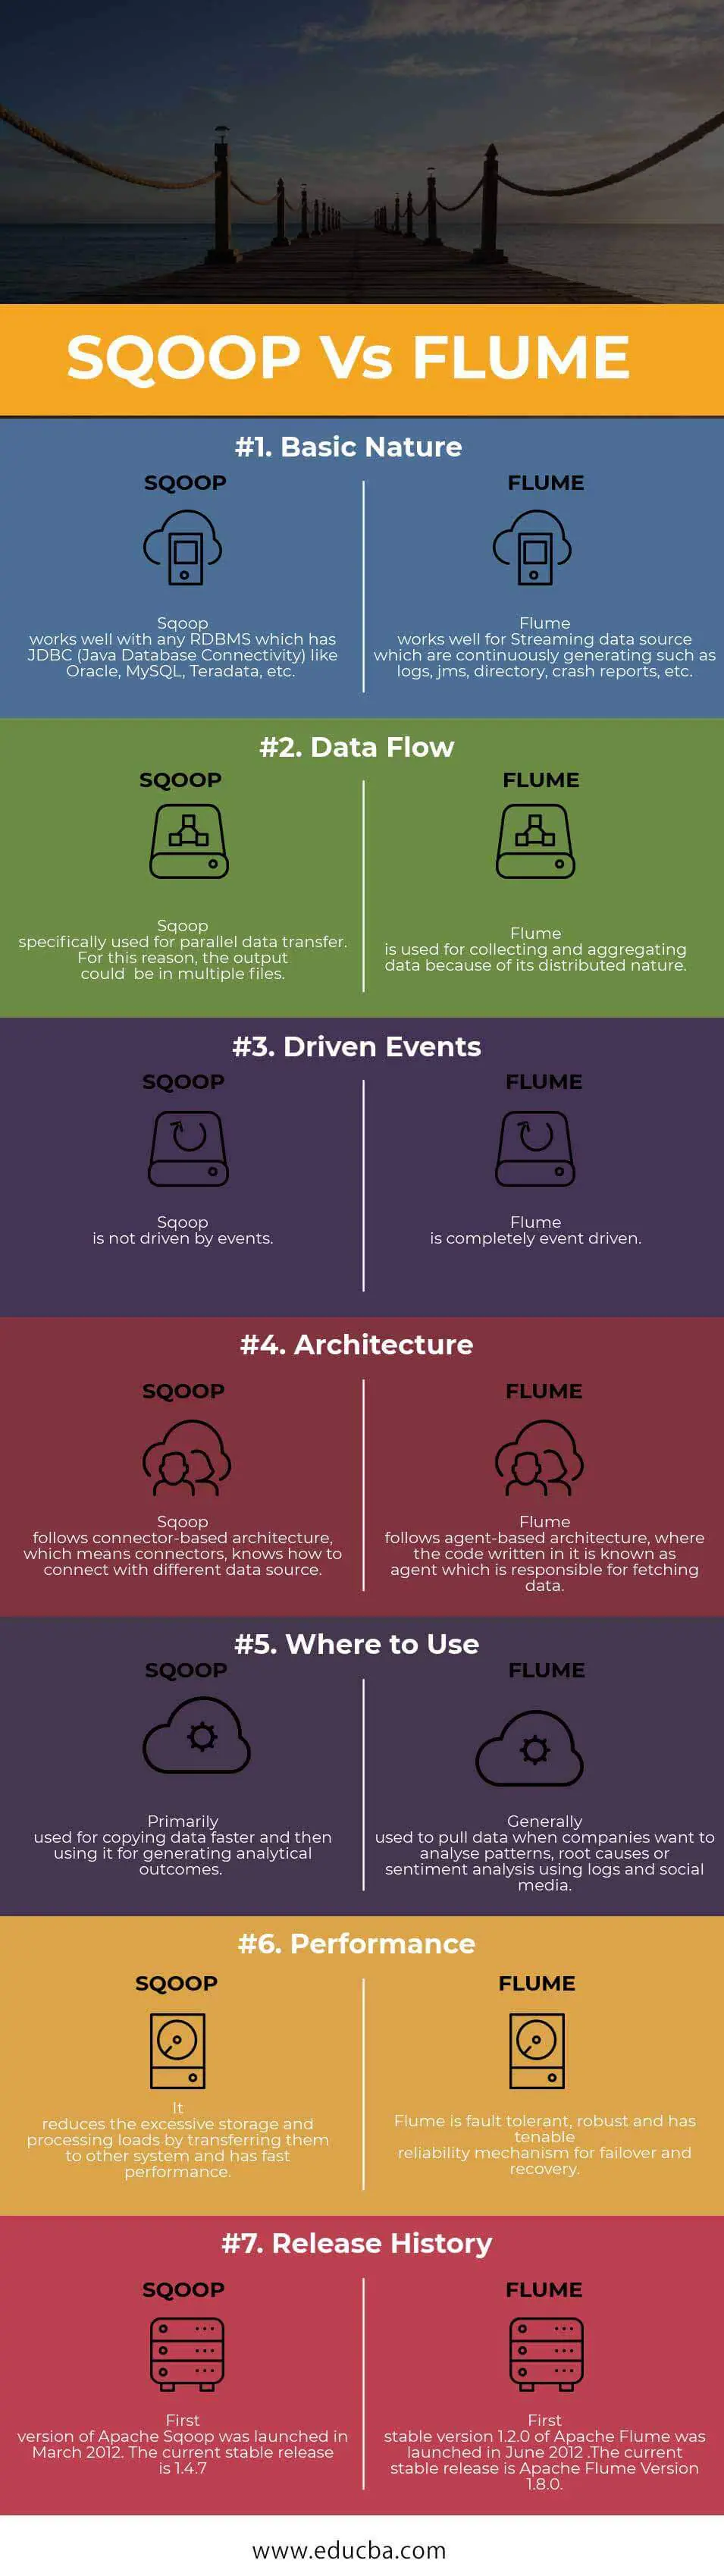 SQOOP Vs FLUME
#1. Basic Nature
SQOOP
Sqoop
works well with any RDBMS which has
JDBC (Java Database Connectivity) like
Oracle, MySQL, Teradata, etc.
FLUME
Flume
works well for Streaming data source
which are continuously generating such as
logs, jms, directory, crash reports, etc.
#2. Data Flow
SQOOP
Sqoop
specifically used for parallel data transfer.
For this reason, the output
could be in multiple files.
FLUME
Flume
is used for collecting and aggregating
data because of its distributed nature.
#3. Driven Events
SQOOP
Sqoop
is not driven by events.
FLUME
Flume
is completely event driven.
#4. Architecture
SQOOP
Sqoop
follows connector-based architecture,
which means connectors, knows how to
connect with different data source.
FLUME
Flume
follows agent-based architecture, where
the code written in it is known as
agent which is responsible for fetching
data.
#5. Where to Use
SQOOP
Primarily
used for copying data faster and then
using it for generating analytical
outcomes.
FLUME
Generally
used to pull data when companies want to
analyse patterns, root causes or
sentiment analysis using logs and social
media.
#6. Performance
SQOOP
It
reduces the excessive storage and
processing loads by transferring them
to other system and has fast
performance.
FLUME
Flume is fault tolerant, robust and has
tenable
reliability mechanism for failover and
recovery.
#7. Release History
SQOOP
First
version of Apache Sqoop was launched in
March 2012. The current stable release
is 1.4.7
FLUME
First
stable version 1.2.0 of Apache Flume was
launched in June 2012 .The current
stable release is Apache Flume Version
1.8.0.
www.educba.com